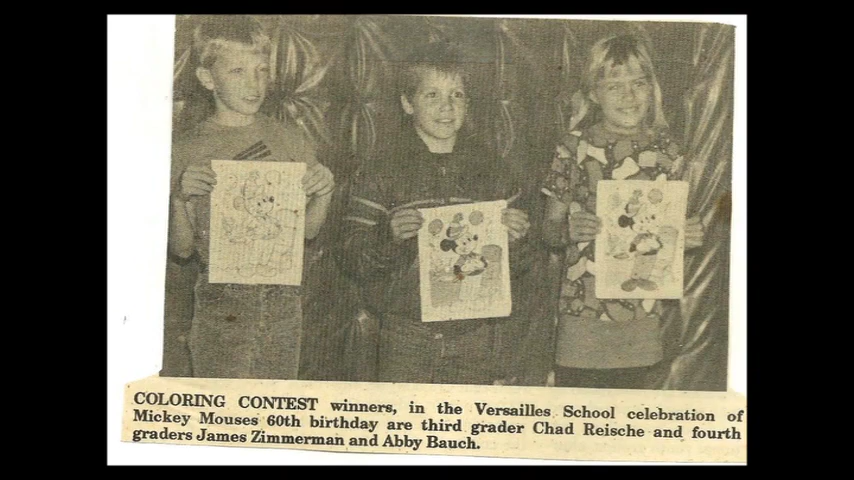 COLORING CONTEST winners, in the Versailles School celebration of
Mickey Mouses 60th birthday are third grader Chad Reische and fourth
graders James Zimmerman and Abby Bauch.